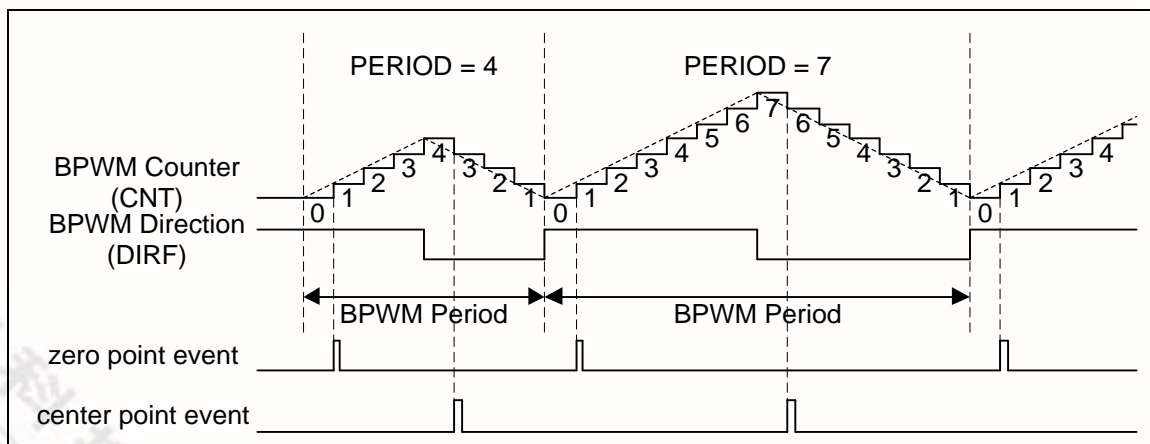 PERIOD = 4
PERIOD = 7
BPWM Counter
(CNT)
0 1 2 3 4 3 2 1 0 1 2 3 4 5 6 7 6 5 4 3 2 1 0 1 2 3 4
BPWM Direction
(DIRF)
BPWM Period
BPWM Period
zero point event
center point event